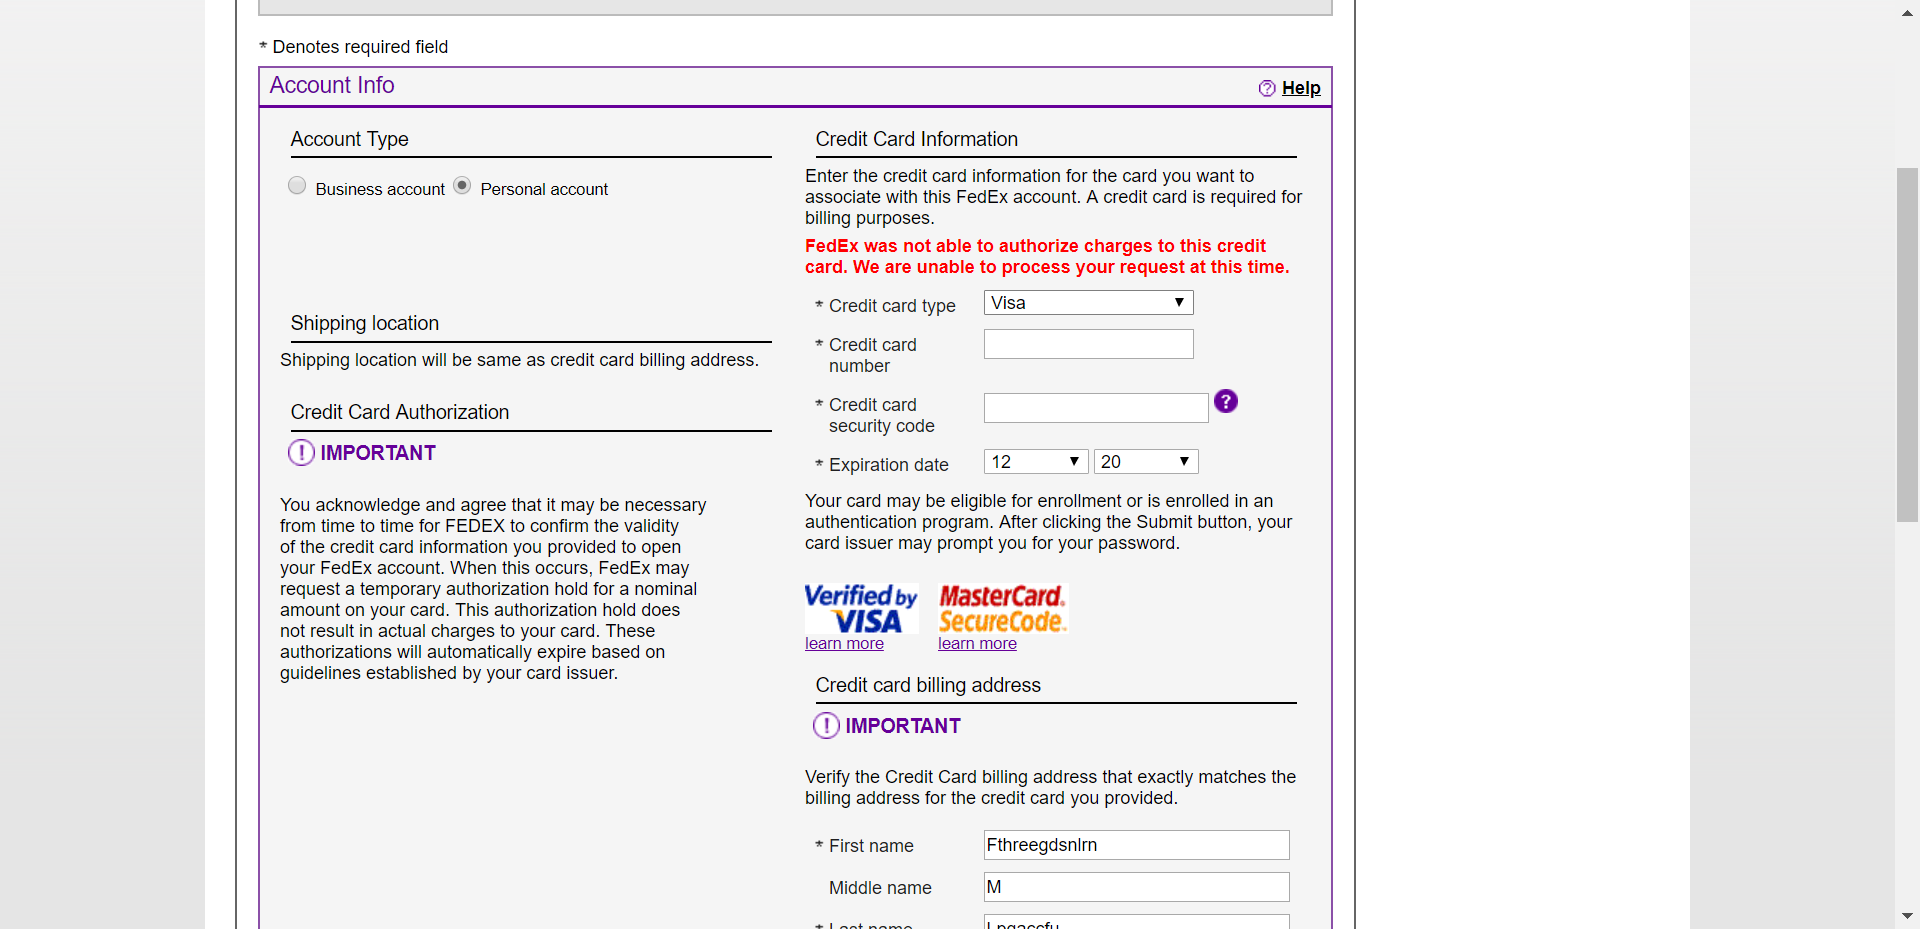 * Denotes required field
Account Info
Help
Account Type
Business account
Personal account
Shipping location
Shipping location will be same as credit card billing address.
Credit Card Authorization
IMPORTANT
You acknowledge and agree that it may be necessary
from time to time for FEDEX to confirm the validity
of the credit card information you provided to open
your FedEx account. When this occurs, FedEx may
request a temporary authorization hold for a nominal
amount on your card. This authorization hold does
not result in actual charges to your card. These
authorizations will automatically expire based on
guidelines established by your card issuer.
Credit Card Information
Enter the credit card information for the card you want to
associate with this FedEx account. A credit card is required for
billing purposes.
FedEx was not able to authorize charges to this credit
card. We are unable to process your request at this time.
* Credit card type
Visa
* Credit card
number
* Credit card
security code
* Expiration date
12
20
Your card may be eligible for enrollment or is enrolled in an
authentication program. After clicking the Submit button, your
card issuer may prompt you for your password.
Verified by
VISA
learn more
MasterCard.
SecureCode.
learn more
Credit card billing address
IMPORTANT
Verify the Credit Card billing address that exactly matches the
billing address for the credit card you provided.
* First name
Fthreegdsnlrn
Middle name
M
* Last name